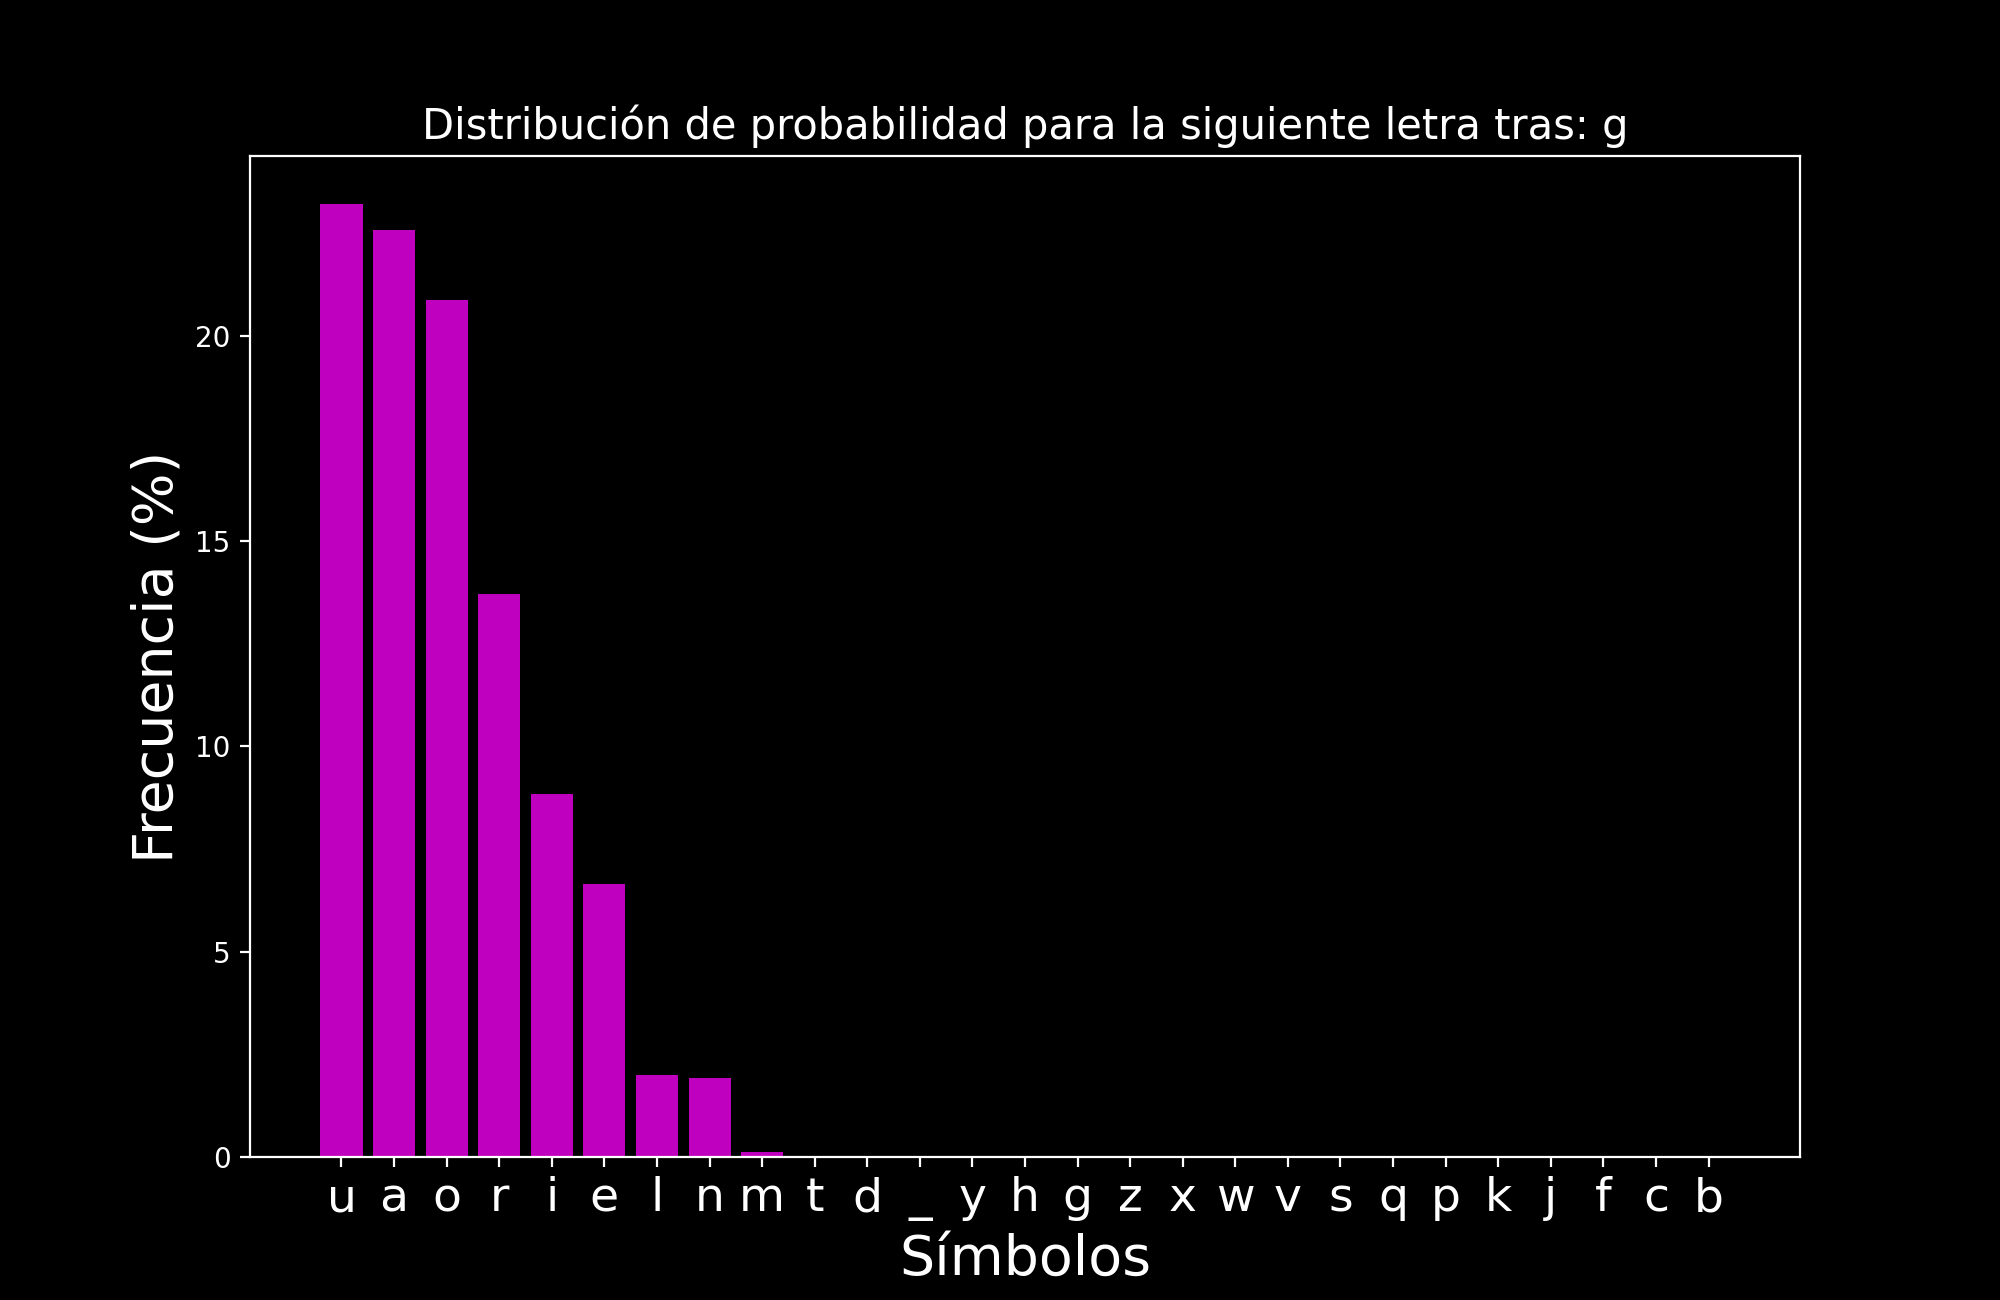 Distribución de probabilidad para la siguiente letra tras: g
Frecuencia (%)
20
15
10
5
0
u a o r i e l n m t d _ y h g z x w v s q p k j f c b
Símbolos